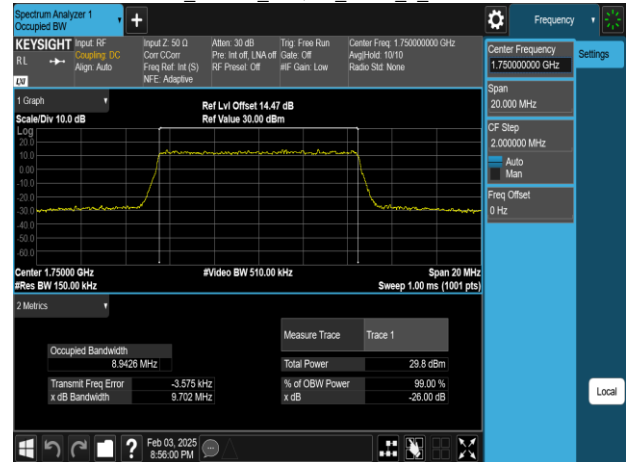 Spectrum Analyzer 1
Occupied BW
Frequency
KEYSIGHT
RL
LXI
Input: RF
Coupling: DC
Align: Auto
Input Z: 50 Ω
Corr CCorr
Freq Ref: Int (S)
NFE: Adaptive
Atten: 30 dB
Pre: Int off, LNA off
RF Presel: Off
Trig: Free Run
Gate: Off
#IF Gain: Low
Center Freq: 1.750000000 GHz
Avg|Hold: 10/10
Radio Std: None
Center Frequency
1.750000000 GHz
Settings
Span
20.000 MHz
CF Step
2.000000 MHz
Auto
Man
Freq Offset
0 Hz
1 Graph
Scale/Div 10.0 dB
Ref Lvl Offset 14.47 dB
Ref Value 30.00 dBm
Log
20.0
10.0
0.00
-10.0
-20.0
-30.0
-40.0
-50.0
-60.0
Center 1.75000 GHz
#Video BW 510.00 kHz
Span 20 MHz
#Res BW 150.00 kHz
Sweep 1.00 ms (1001 pts)
2 Metrics
Measure Trace
Trace 1
Occupied Bandwidth
8.9426 MHz
Total Power
29.8 dBm
Transmit Freq Error
-3.575 kHz
% of OBW Power
99.00 %
x dB Bandwidth
9.702 MHz
x dB
-26.00 dB
Local
?
Feb 03, 2025
8:56:00 PM